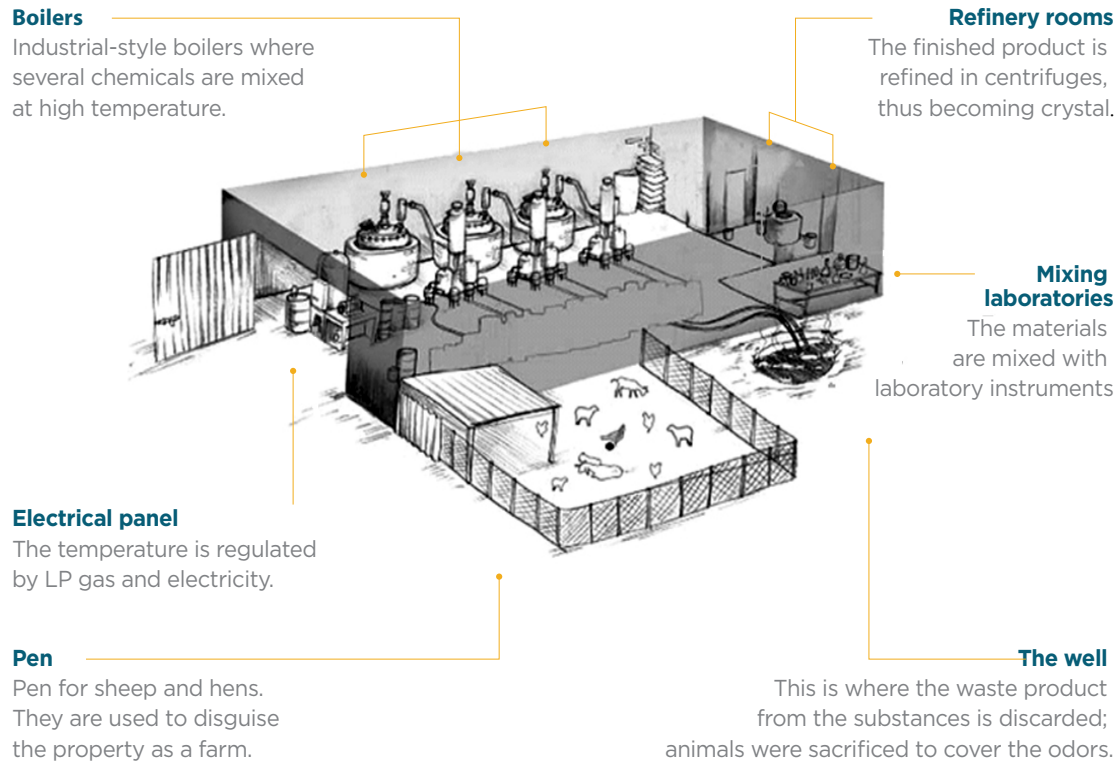 Boilers
Industrial-style boilers where
several chemicals are mixed
at high temperature.
Refinery rooms
The finished product is
refined in centrifuges,
thus becoming crystal.
Mixing
laboratories
The materials
are mixed with
laboratory instruments
Electrical panel
The temperature is regulated
by LP gas and electricity.
Pen
Pen for sheep and hens.
They are used to disguise
the property as a farm.
The well
This is where the waste product
from the substances is discarded;
animals were sacrificed to cover the odors.